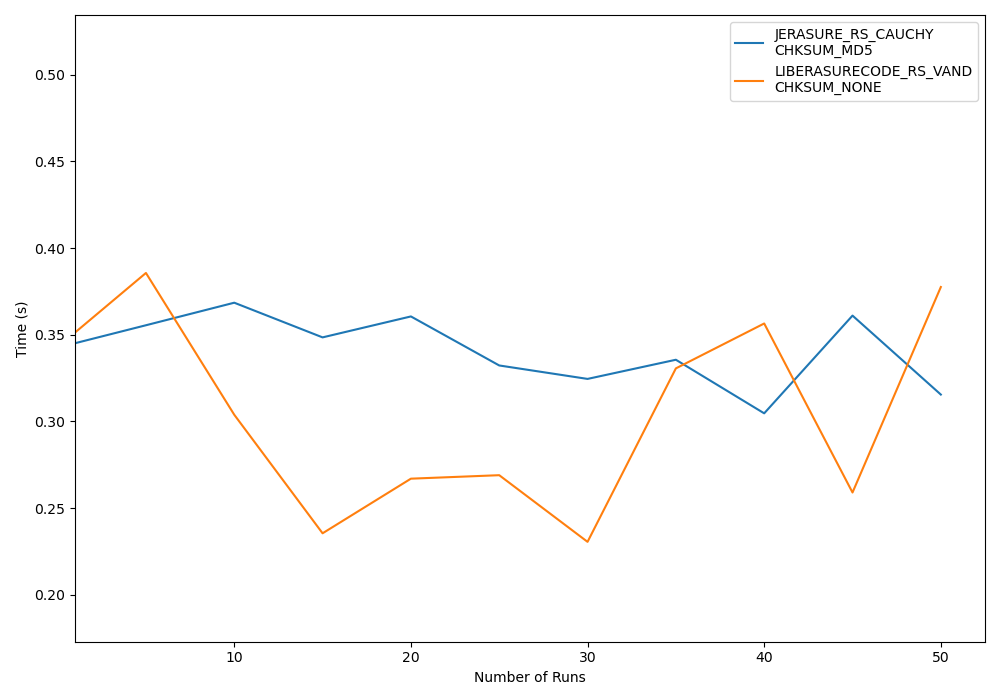 JERASURE_RS_CAUCHY
CHKSUM_MD5
LIBERASURECODE_RS_VAND
CHKSUM_NONE
0.50
0.45
0.40
0.35
0.30
0.25
0.20
Time (s)
10 20 30 40 50
Number of Runs